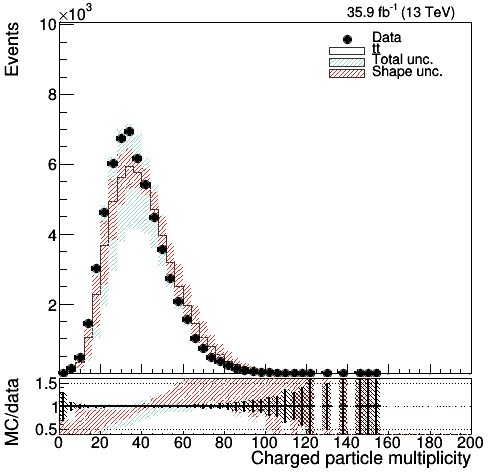 ×10³
35.9 fb⁻¹ (13 TeV)
Events
10
8
6
4
2
Data
tt
Total unc.
Shape unc.
MC/data
1.5
1
0.5
0 20 40 60 80 100 120 140 160 180 200
Charged particle multiplicity